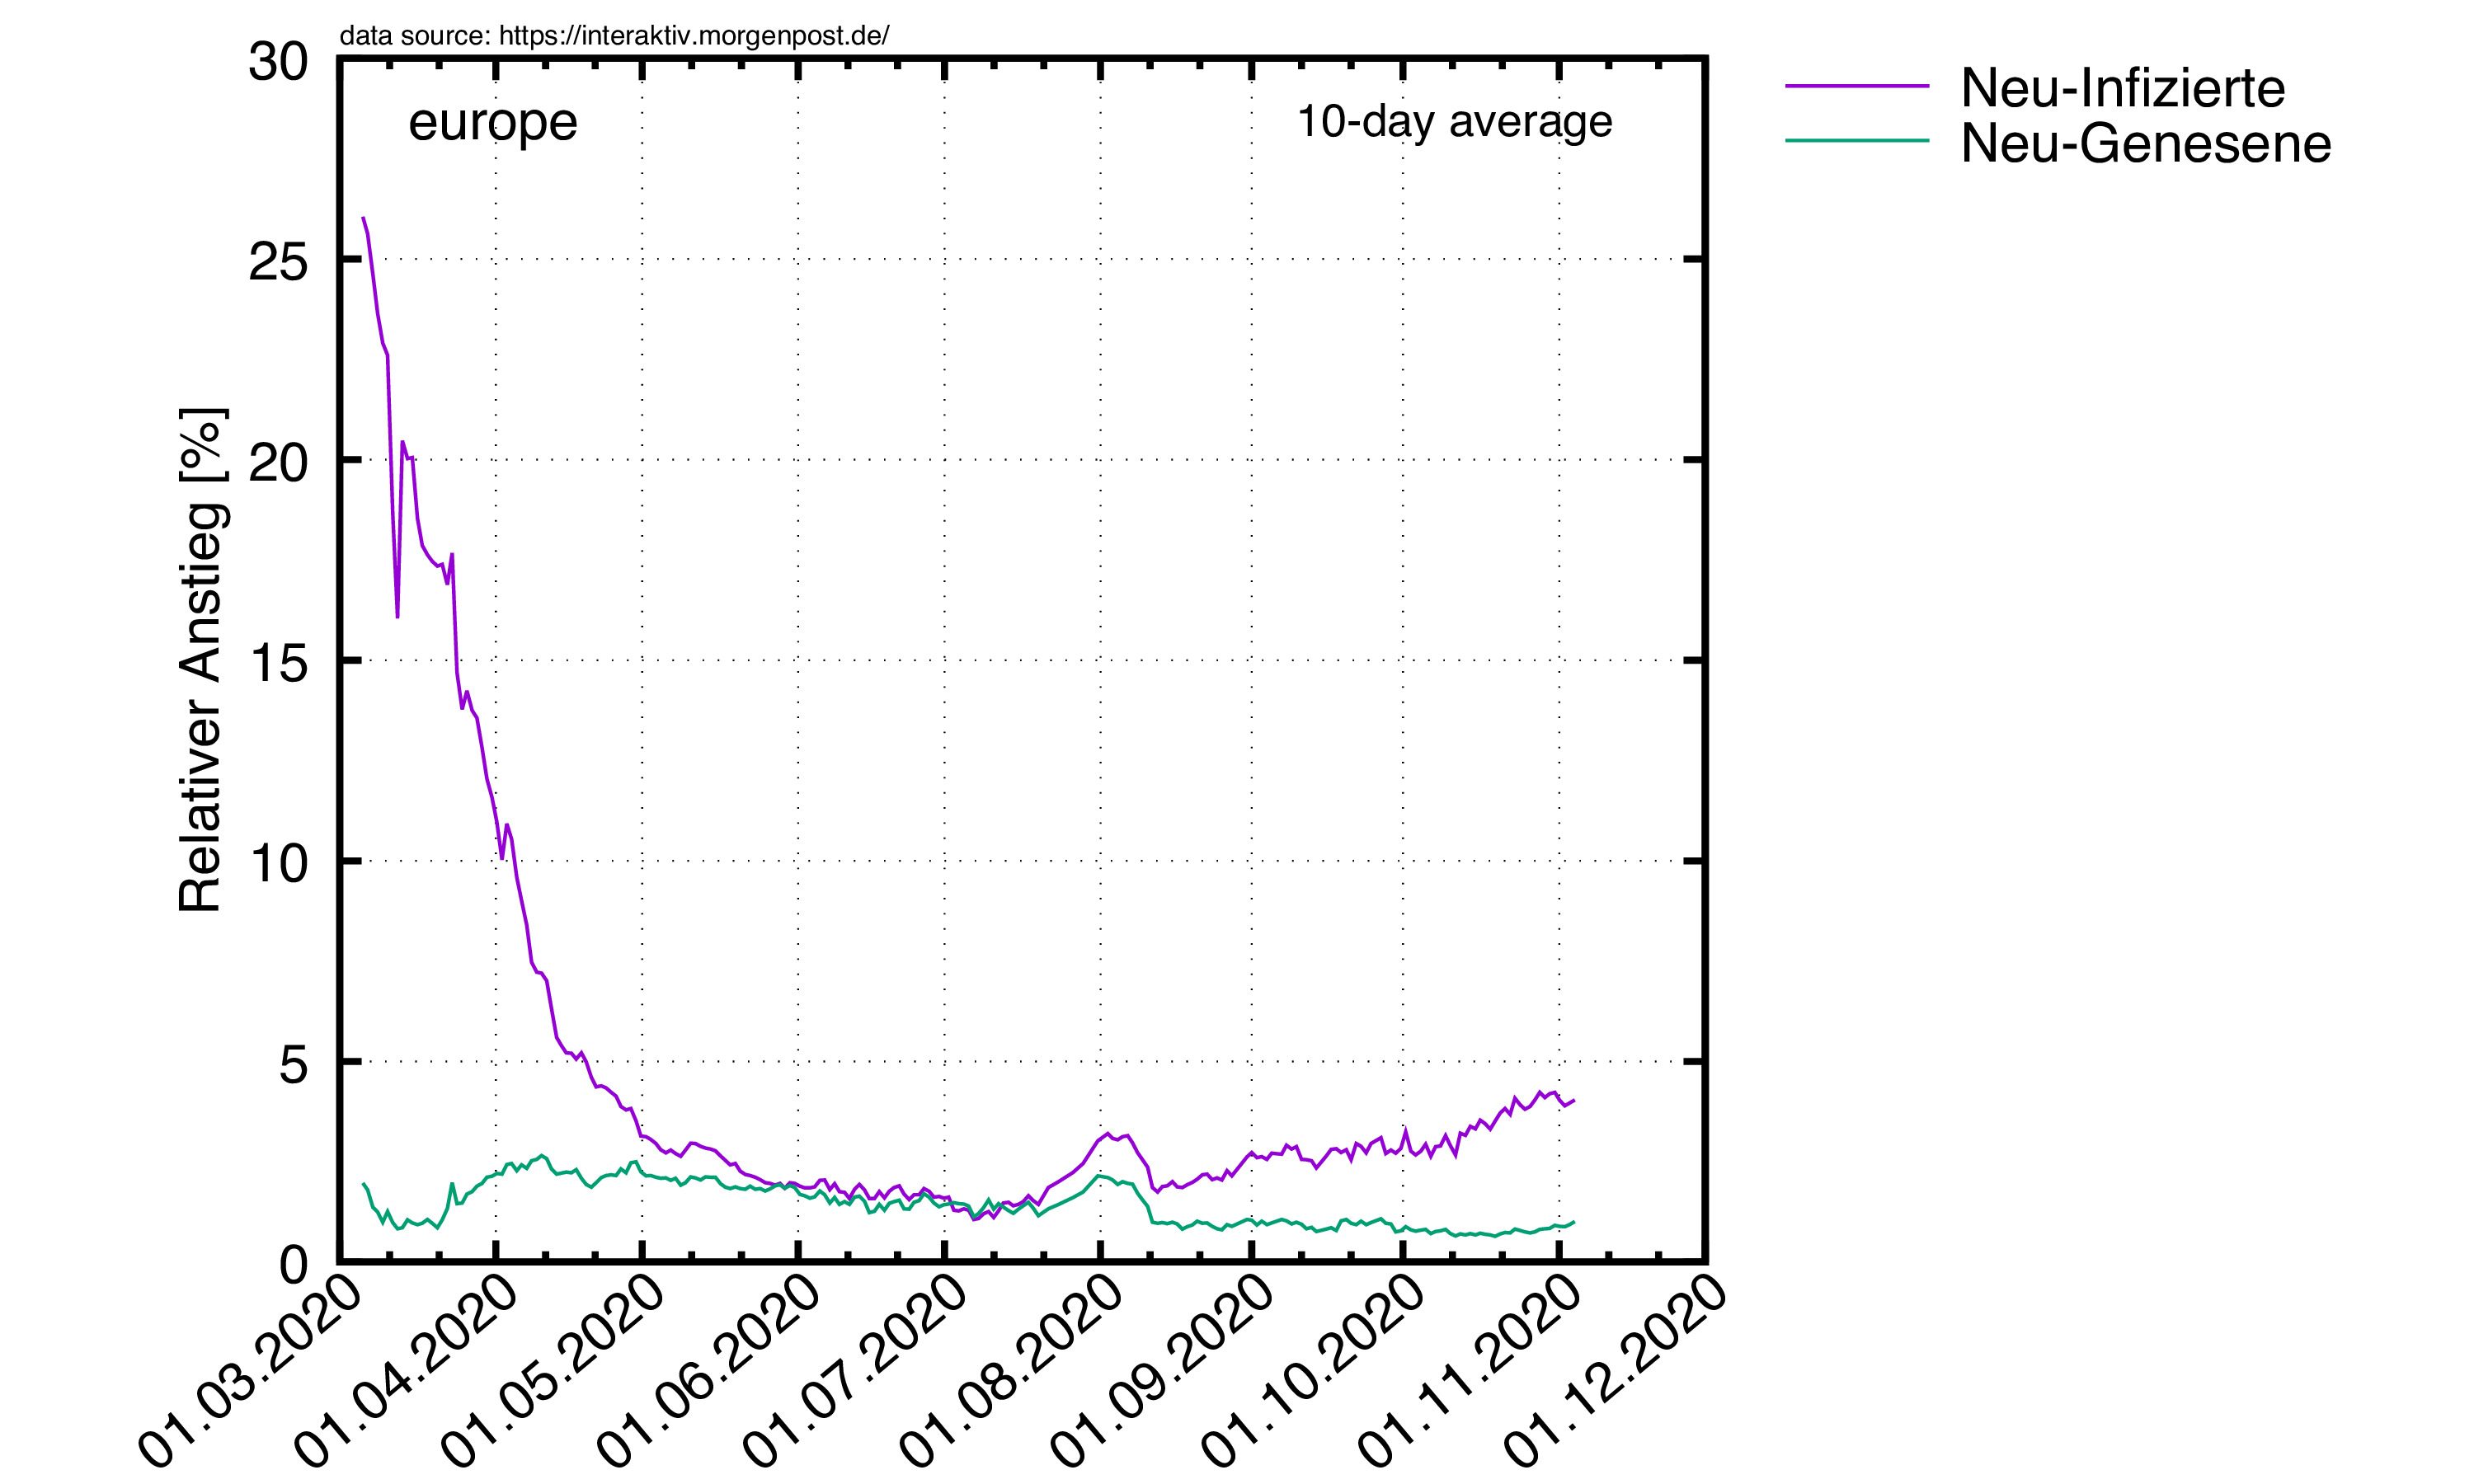 data source: https://interaktiv.morgenpost.de/
europe
10-day average
Neu-Infizierte
Neu-Genesene
Relativer Anstieg [%]
30
25
20
15
10
5
0
01.03.2020
01.04.2020
01.05.2020
01.06.2020
01.07.2020
01.08.2020
01.09.2020
01.10.2020
01.11.2020
01.12.2020